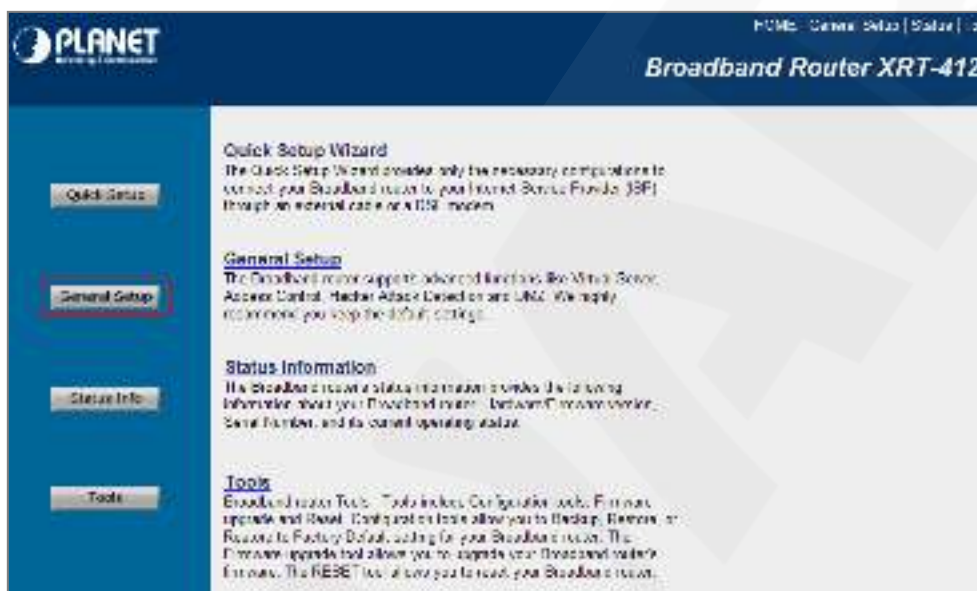 PLANET
HOME General Setup | Status |
Broadband Router XRT-412
Quick Setup Wizard
The Quick Setup Wizard provides only the necessary configurations to
connect your Broadband router to your Internet Service Provider (ISP)
through an external cable or a DSL modem.
Quick Setup
General Setup
The Broadband router supports advanced functions like Virtual Server,
Access Control, Hacker Attack Detection and DMZ. We highly
recommend you keep the default settings.
General Setup
Status Information
The Broadband router's status information provides the following
information about your Broadband router: Hardware/Firmware version,
Serial Number, and its current operating status.
Status Info
Tools
Broadband router Tools - Tools include Configuration tools, Firmware
upgrade and Reset. Configuration tools allow you to Backup, Restore, or
Restore to Factory Default setting for your Broadband router. The
Firmware upgrade tool allows you to upgrade your Broadband router's
firmware. The RESET tool allows you to reset your Broadband router.
Tools